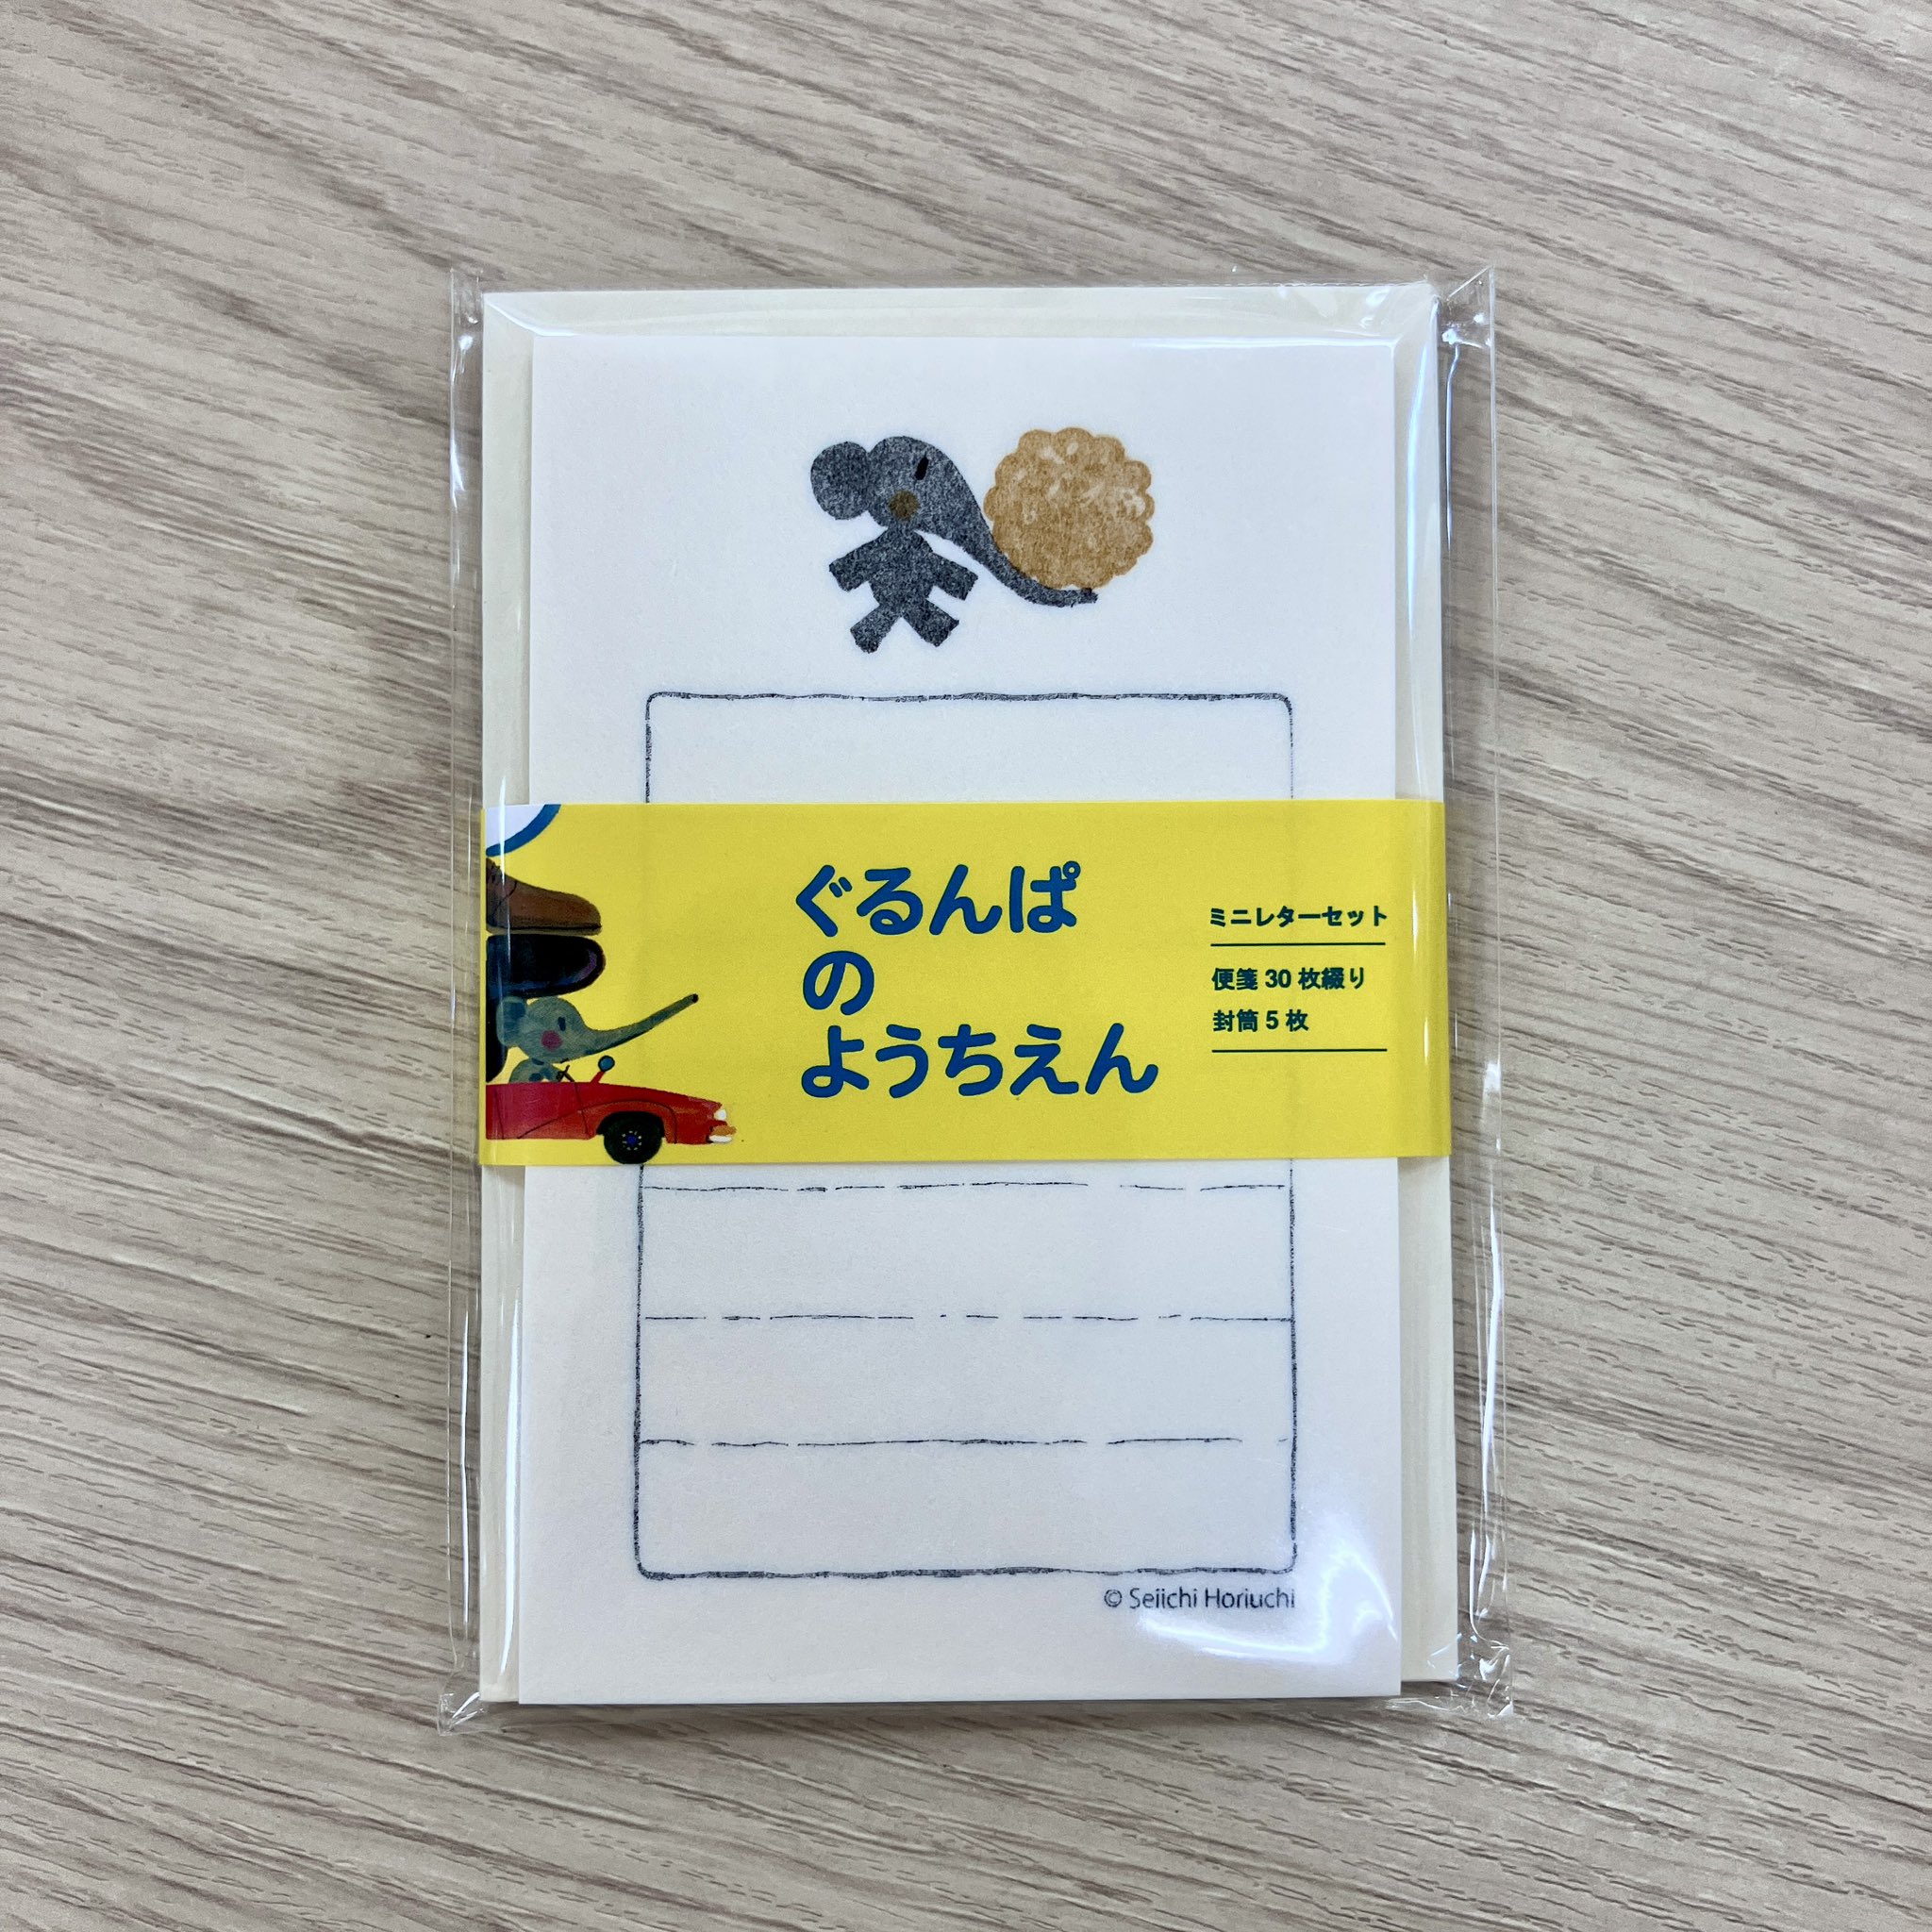 ぐるんぱ
の
ようちえん
ミニレターセット
便箋 30 枚綴り
封筒 5 枚
© Seiichi Horiuchi